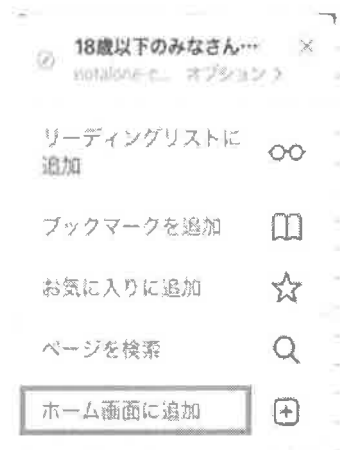 18歳以下のみなさん…
notalone-c... オプション >
リーディングリストに
追加
ブックマークを追加
お気に入りに追加
ページを検索
ホーム画面に追加